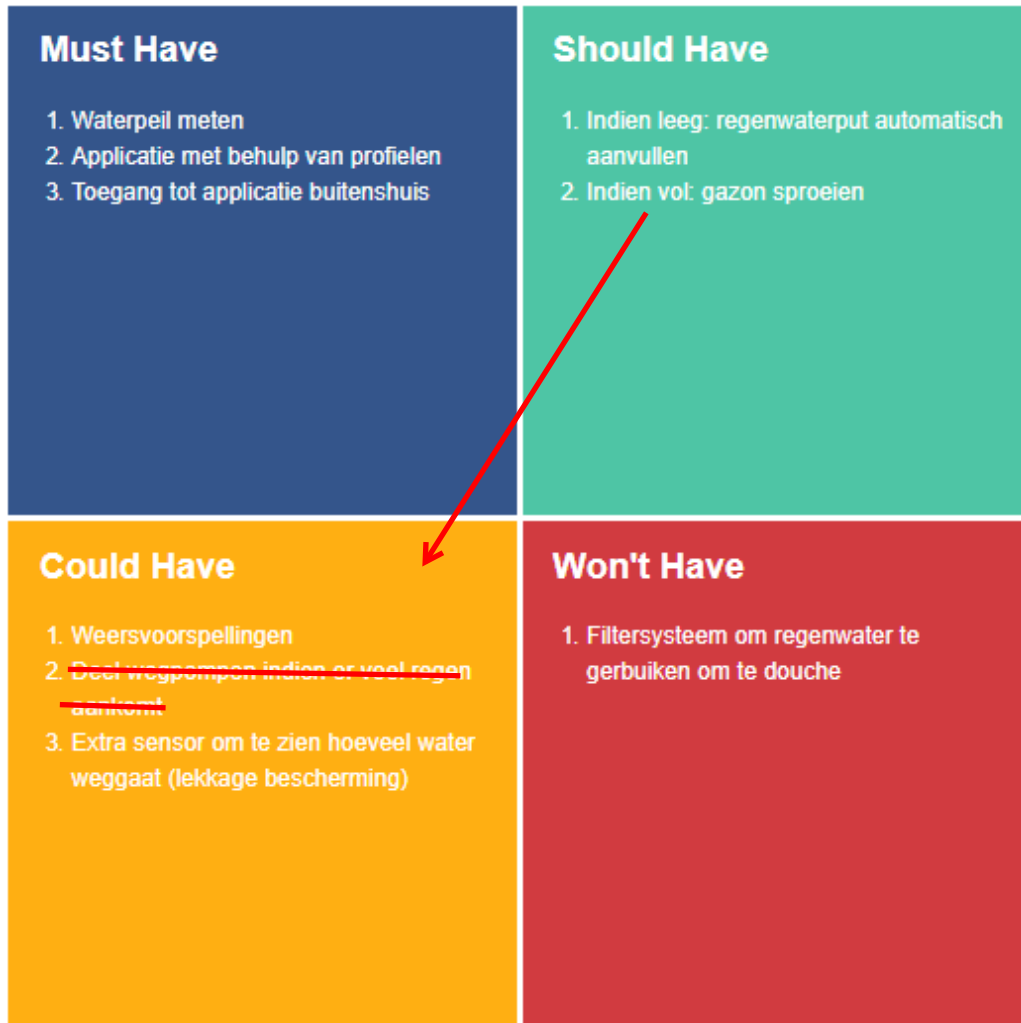 Must Have
1. Waterpeil meten
2. Applicatie met behulp van profielen
3. Toegang tot applicatie buitenshuis
Should Have
1. Indien leeg: regenwaterput automatisch
aanvullen
2. Indien vol: gazon sproeien
Could Have
1. Weersvoorspellingen
2. Deel wegpompen indien er veel regen
aankomt
3. Extra sensor om te zien hoeveel water
weggaat (lekkage bescherming)
Won't Have
1. Filtersysteem om regenwater te
gerbuiken om te douche